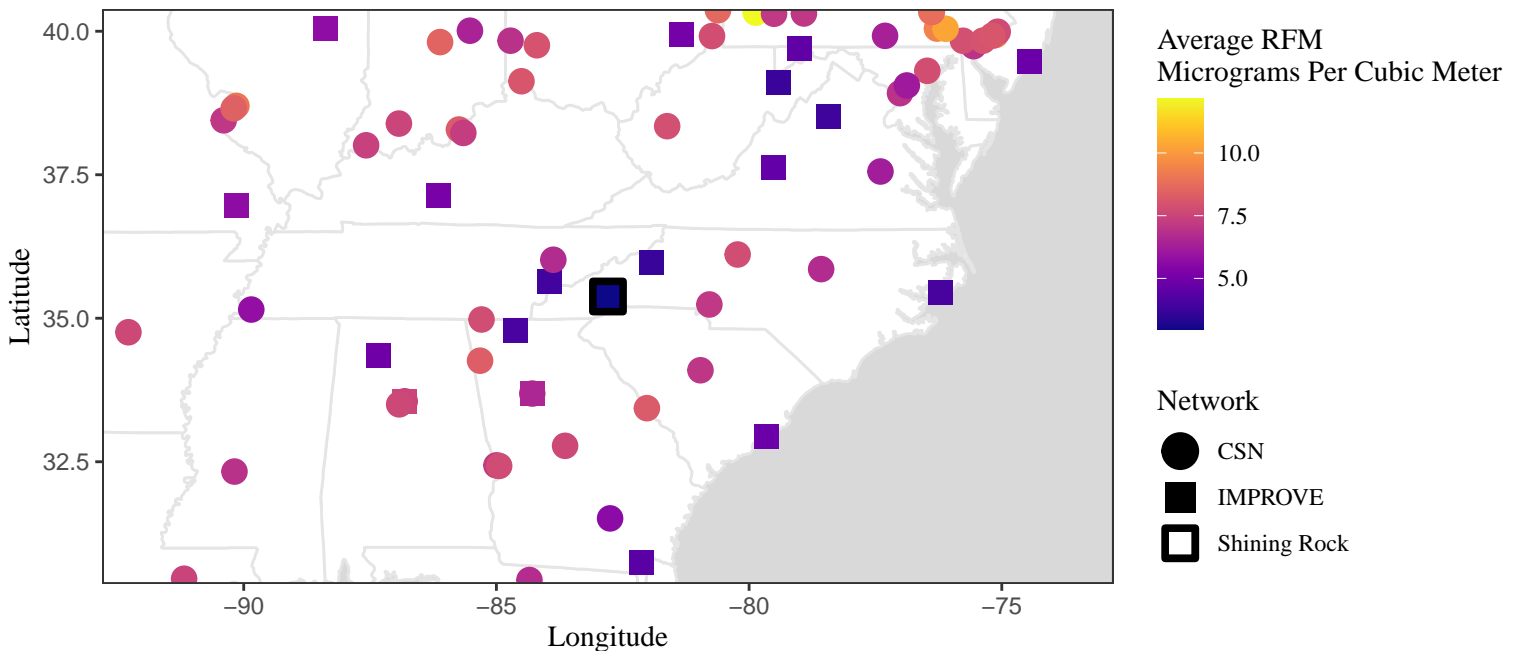 40.0
37.5
35.0
32.5
Latitude
−90
−85
−80
−75
Longitude
Average RFM
Micrograms Per Cubic Meter
10.0
7.5
5.0
Network
CSN
IMPROVE
Shining Rock